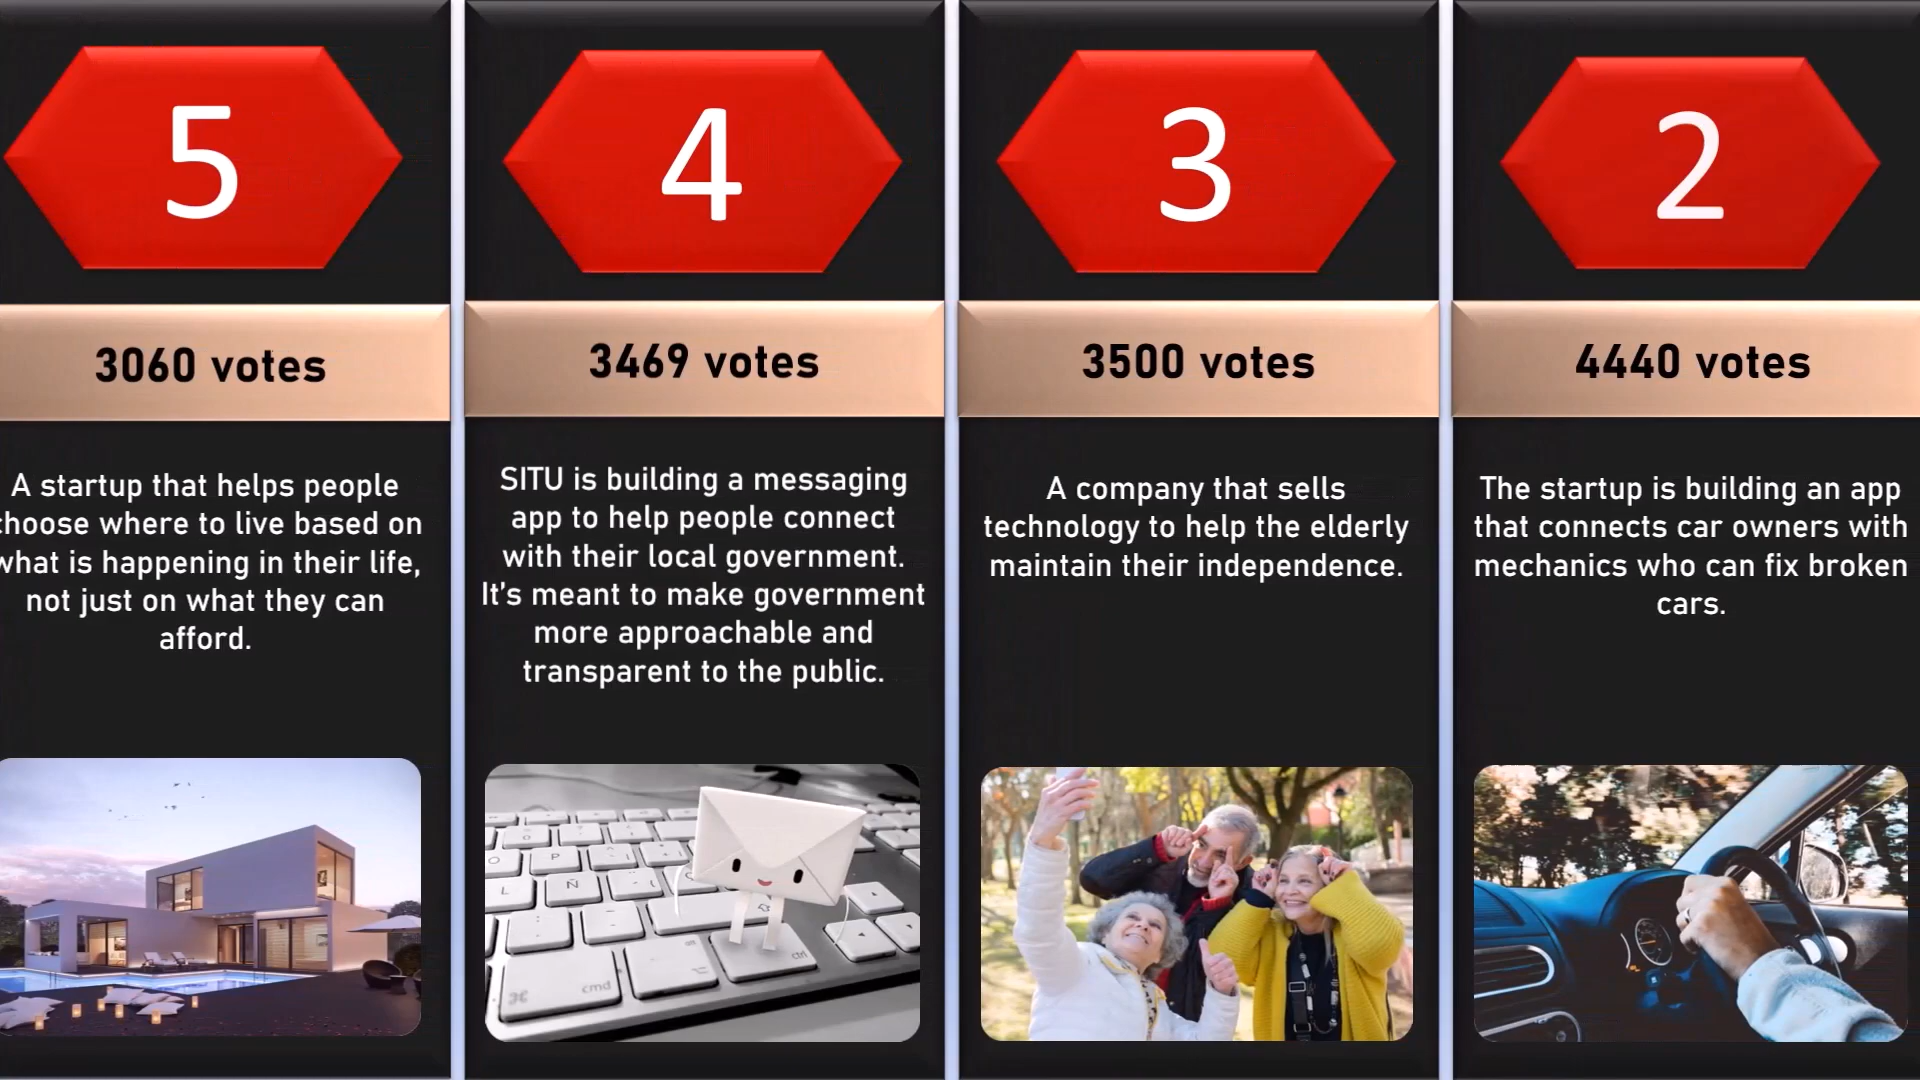 5
3060 votes
A startup that helps people
choose where to live based on
what is happening in their life,
not just on what they can
afford.
4
3469 votes
SITU is building a messaging
app to help people connect
with their local government.
It's meant to make government
more approachable and
transparent to the public.
L
P
Ñ
ctrl
cmd
3
3500 votes
A company that sells
technology to help the elderly
maintain their independence.
2
4440 votes
The startup is building an app
that connects car owners with
mechanics who can fix broken
cars.